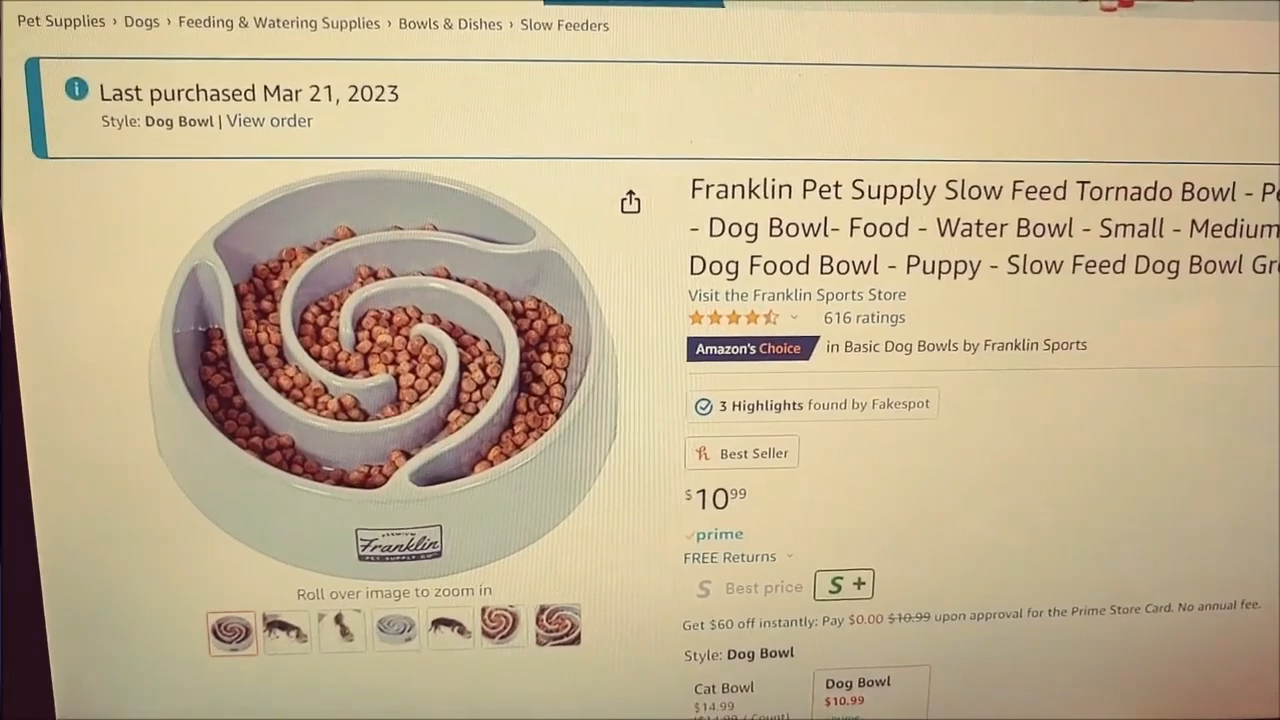 Pet Supplies › Dogs › Feeding & Watering Supplies › Bowls & Dishes › Slow Feeders
Last purchased Mar 21, 2023
Style: Dog Bowl | View order
Franklin Pet Supply Slow Feed Tornado Bowl -
- Dog Bowl- Food - Water Bowl - Small - Medium
Dog Food Bowl - Puppy - Slow Feed Dog Bowl
Visit the Franklin Sports Store
616 ratings
Amazon's Choice in Basic Dog Bowls by Franklin Sports
3 Highlights found by Fakespot
Best Seller
$10.99
prime
FREE Returns
S Best price S +
Get $60 off instantly: Pay $0.00 $10.99 upon approval for the Prime Store Card. No annual fee.
Style: Dog Bowl
Cat Bowl
$14.99
Dog Bowl
$10.99
PREMIUM
Franklin
PET SUPPLY CO
Roll over image to zoom in